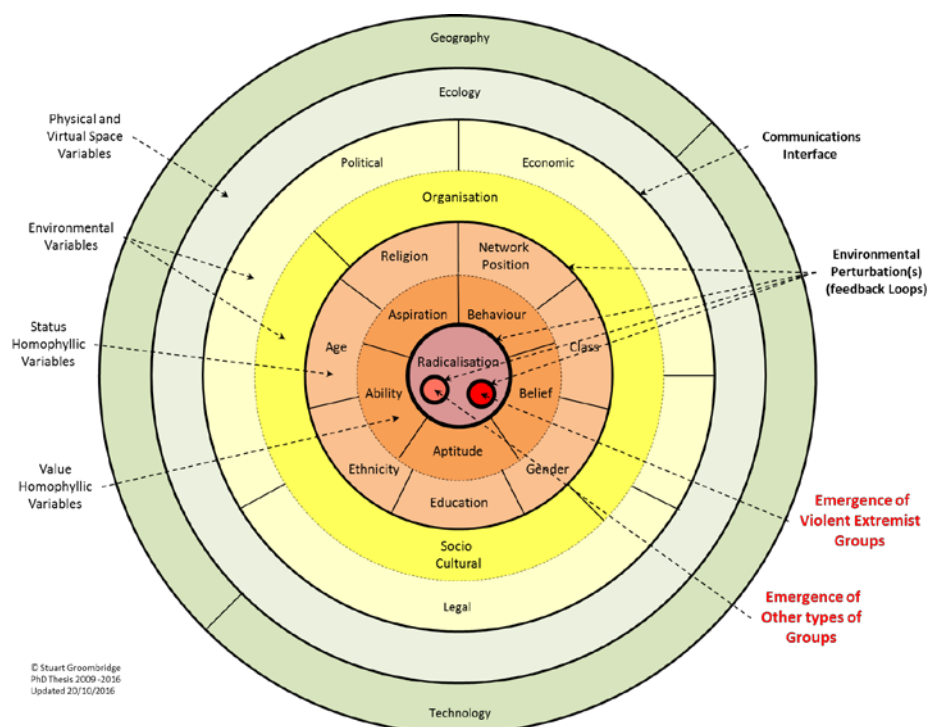 Geography
Ecology
Physical and
Virtual Space
Variables
Communications
Interface
Political
Economic
Organisation
Environmental
Variables
Religion
Network
Position
Environmental
Perturbation(s)
(feedback Loops)
Aspiration
Behaviour
Status
Homophyllic
Variables
Age
Radicalisation
Class
Ability
Belief
Aptitude
Ethnicity
Gender
Education
Value
Homophyllic
Variables
Emergence of
Violent Extremist
Groups
Socio
Cultural
Legal
Emergence of
Other types of
Groups
© Stuart Groombridge
PhD Thesis 2009 -2016
Updated 20/10/2016
Technology